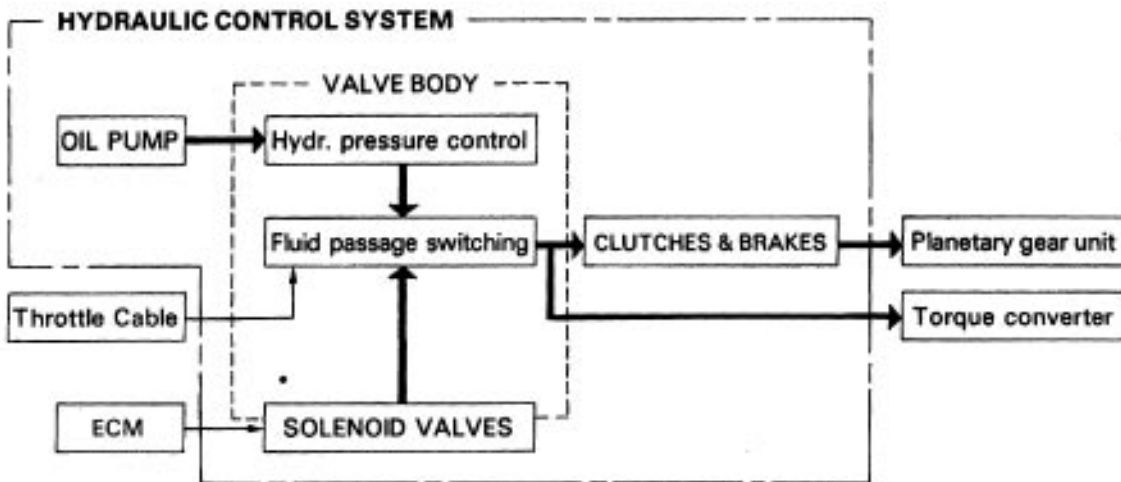 HYDRAULIC CONTROL SYSTEM
VALVE BODY
OIL PUMP
Hydr. pressure control
Fluid passage switching
CLUTCHES & BRAKES
Planetary gear unit
Throttle Cable
Torque converter
ECM
SOLENOID VALVES